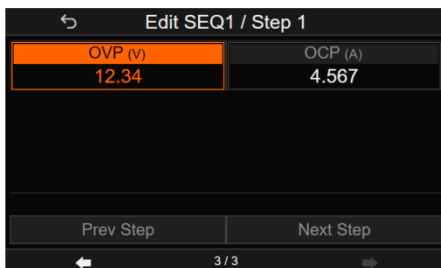 Edit SEQ1 / Step 1
OVP (V) OCP (A)
12.34 4.567
Prev Step Next Step
3 / 3